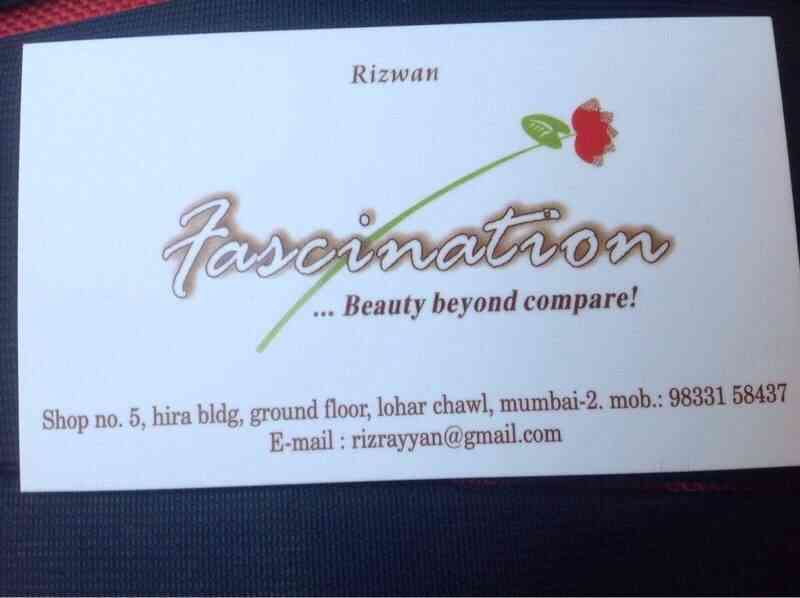 Rizwan
Fascination
... Beauty beyond compare!
Shop no. 5, hira bldg, ground floor, lohar chawl, mumbai-2. mob.: 98331 58437
E-mail : rizrayyan@gmail.com